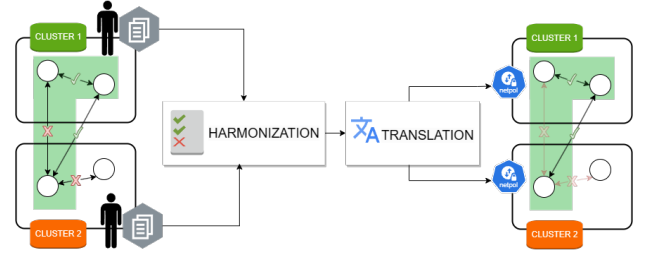 CLUSTER 1
CLUSTER 1
netpol
HARMONIZATION
TRANSLATION
netpol
CLUSTER 2
CLUSTER 2